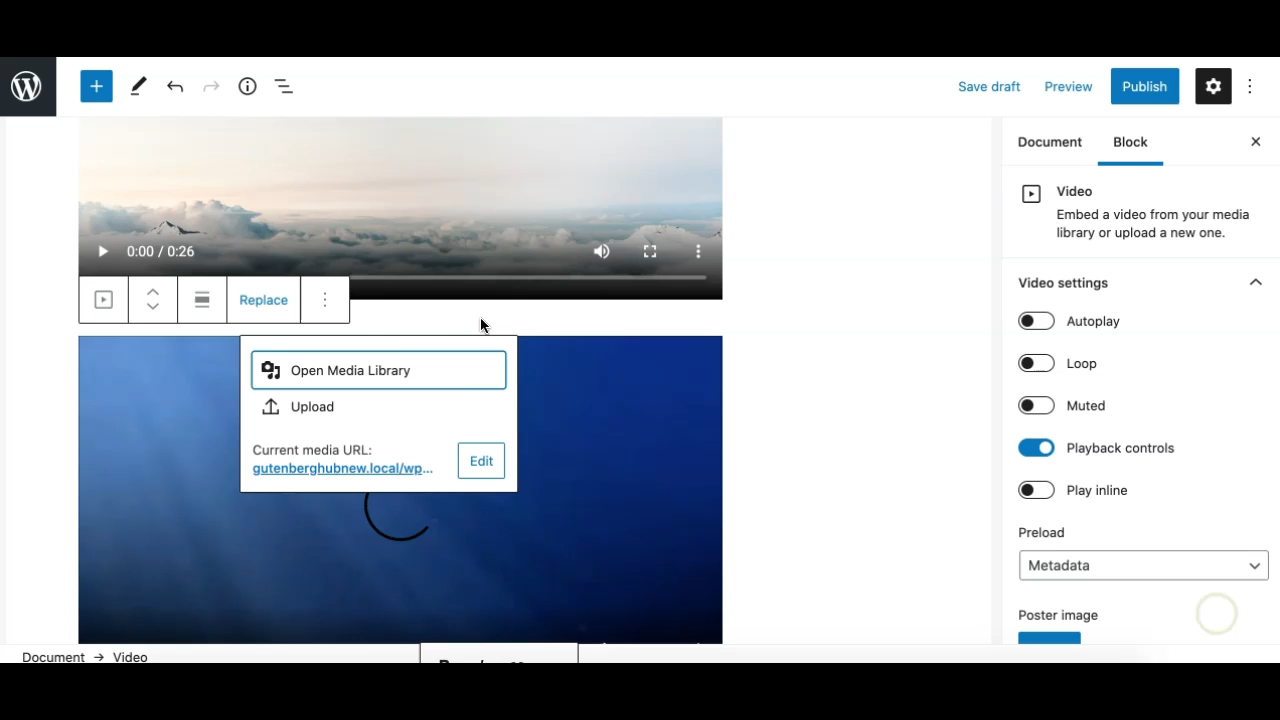 Save draft
Preview
Publish
Document
Block
Video
Embed a video from your media
library or upload a new one.
0:00 / 0:26
Video settings
Replace
Autoplay
Open Media Library
Loop
Upload
Muted
Current media URL:
gutenberghubnew.local/wp...
Edit
Playback controls
Play inline
Preload
Metadata
Poster image
Document → Video